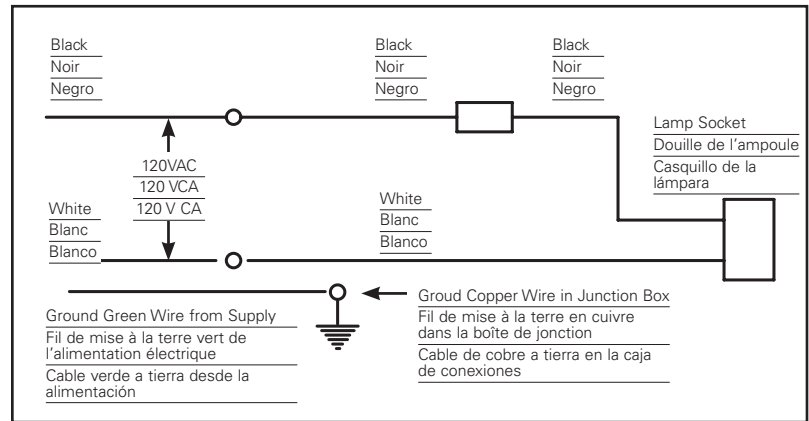 Black
Noir
Negro
Black
Noir
Negro
Black
Noir
Negro
Lamp Socket
Douille de l'ampoule
Casquillo de la
lámpara
120VAC
120 VCA
120 V CA
White
Blanc
Blanco
White
Blanc
Blanco
Ground Green Wire from Supply
Fil de mise à la terre vert de
l'alimentation électrique
Cable verde a tierra desde la
alimentación
Groud Copper Wire in Junction Box
Fil de mise à la terre en cuivre
dans la boîte de jonction
Cable de cobre a tierra en la caja
de conexiones